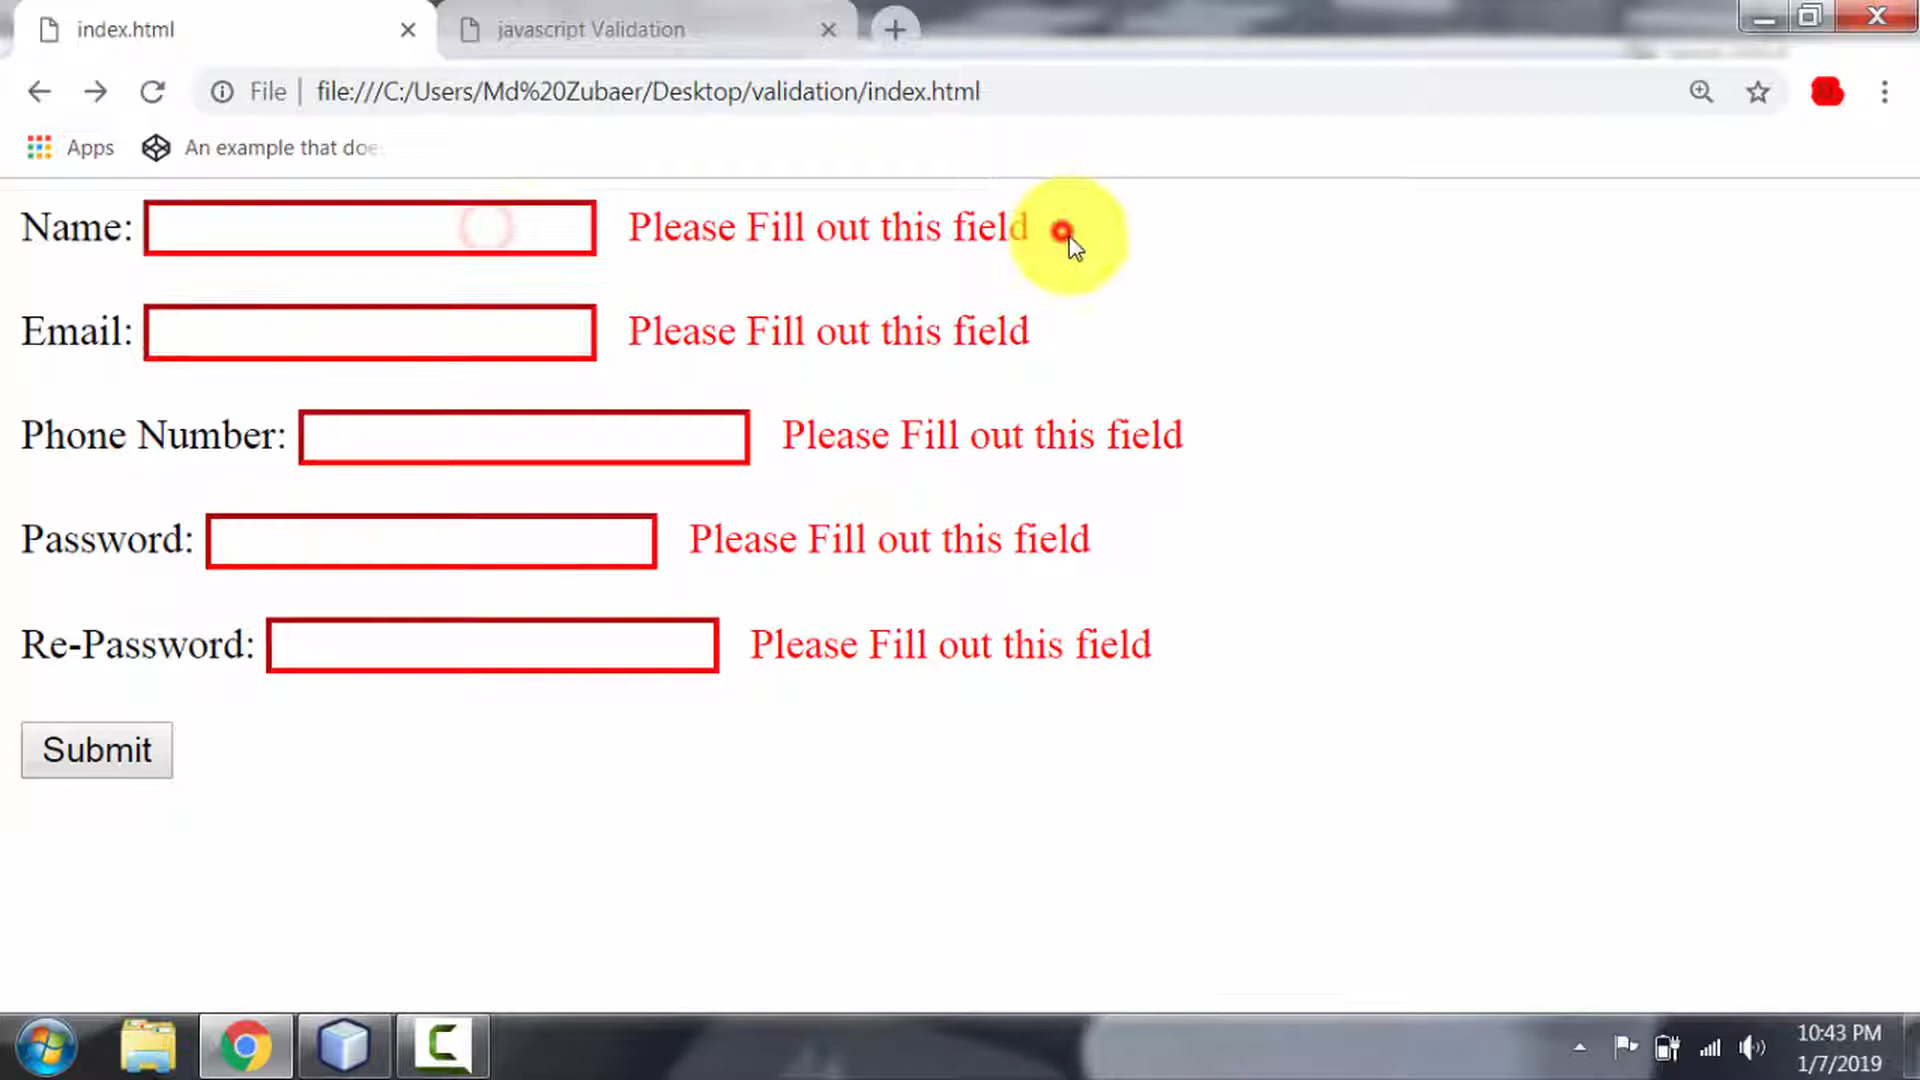 index.html
javascript Validation
File
file:///C:/Users/Md%20Zubaer/Desktop/validation/index.html
Apps
An example that doe
Name: Please Fill out this field
Email: Please Fill out this field
Phone Number: Please Fill out this field
Password: Please Fill out this field
Re-Password: Please Fill out this field
Submit
10:43 PM
1/7/2019